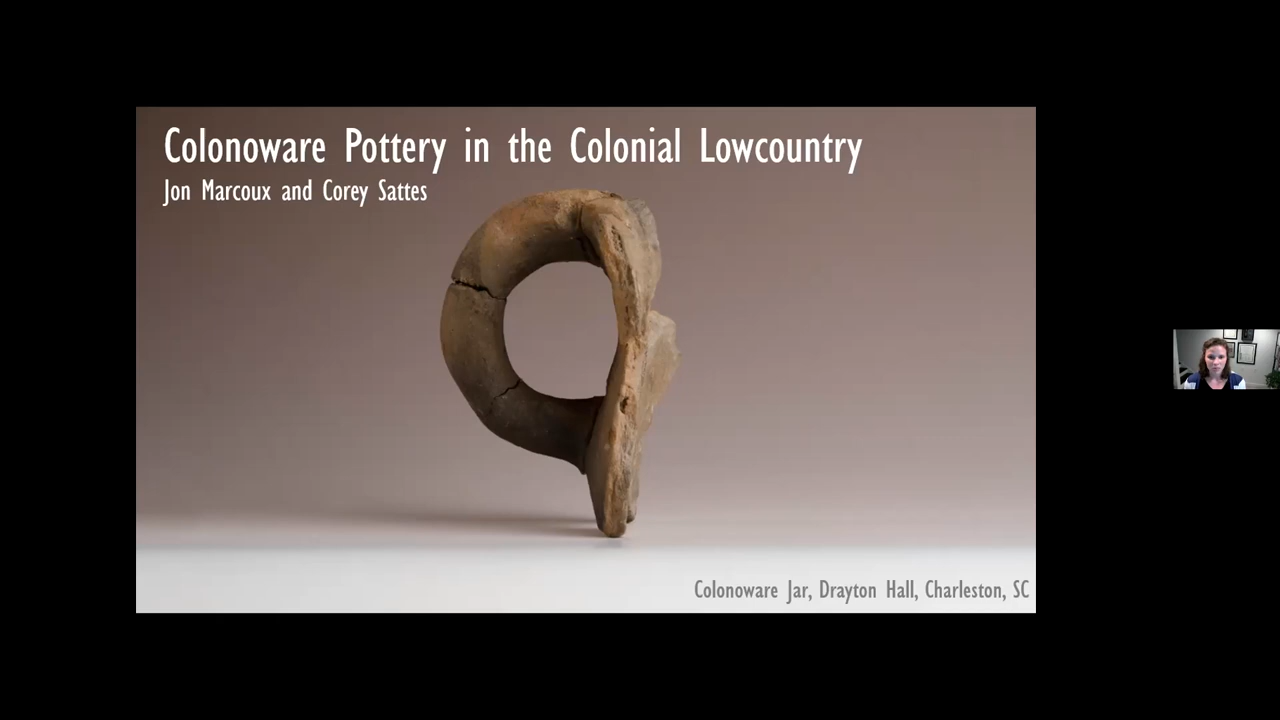 Colonoware Pottery in the Colonial Lowcountry
Jon Marcoux and Corey Sattes
Colonoware Jar, Drayton Hall, Charleston, SC